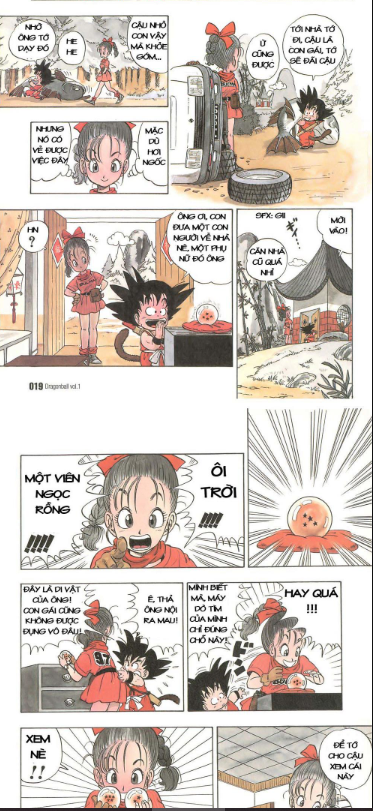 TỚI NHÀ TỚ
ĐI, CẬU LÀ
CON GÁI, TỚ
SẼ ĐÃI CẬU
Ừ
CŨNG
ĐƯỢC
CẬU NHỎ
CON VẬY
MÀ KHỎE
GỚM...
HE
HE
NHỜ
ÔNG TỚ
DẠY ĐÓ
MẶC
DÙ
HƠI
NGỐC
NHƯNG
NÓ CÓ
VẺ ĐƯỢC
VIỆC ĐẤY
MỜI
VÀO!
SFX: GII
CĂN NHÀ
CŨ QUÁ
NHỈ
ÔNG ƠI, CON
ĐƯA MỘT CON
NGƯỜI VỀ NHÀ
NÈ, MỘT PHỤ
NỮ ĐÓ ÔNG
HN
?
019 Dragonball vol.1
ÔI
TRỜI
!!!!!
MỘT VIÊN
NGỌC
RỒNG
!!!!!
HAY QUÁ
!!!
MÌNH BIẾT
MÀ, MÁY
DÒ TÌM
CỦA MÌNH
CHỈ ĐÚNG
CHỖ NÀY!
Ê, THẢ
ÔNG NỘI
RA MAU!
ĐÂY LÀ DI VẬT
CỦA ÔNG!
CON GÁI CŨNG
KHÔNG ĐƯỢC
ĐỤNG VÔ ĐÂU!
ĐỂ TỚ
CHO CẬU
XEM CÁI
NÀY
XEM
NÈ
!!